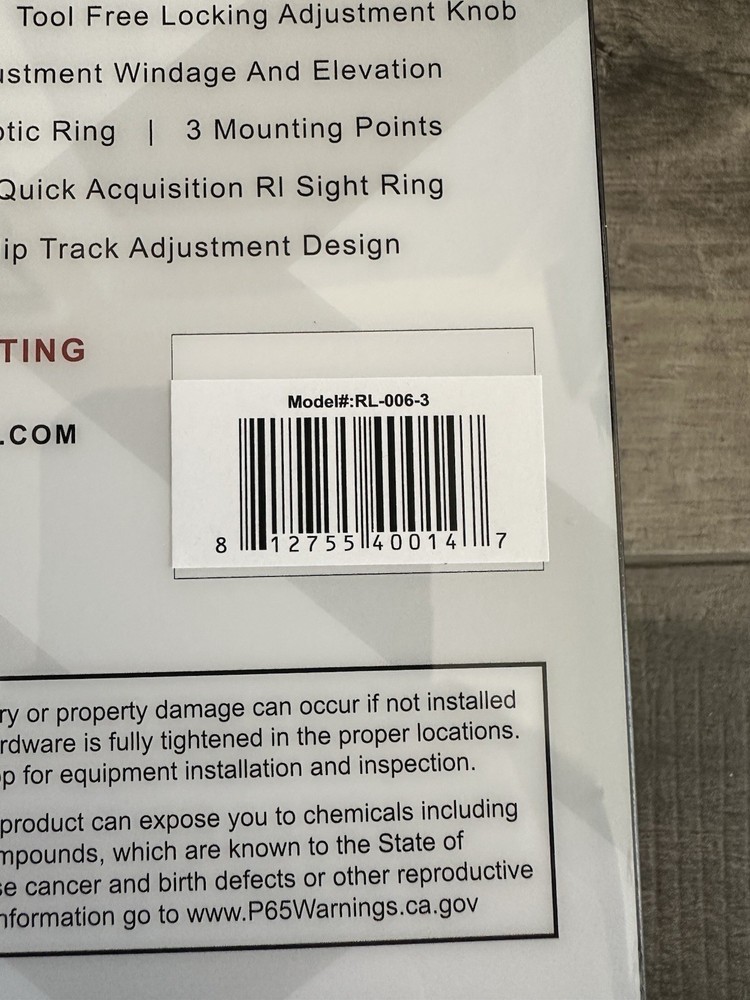 Tool Free Locking Adjustment Knob
ustment Windage And Elevation
otic Ring | 3 Mounting Points
Quick Acquisition RI Sight Ring
ip Track Adjustment Design
TING
.COM
Model#:RL-006-3
8 12755 40014 7
ry or property damage can occur if not installed
rdware is fully tightened in the proper locations.
op for equipment installation and inspection.
product can expose you to chemicals including
mpounds, which are known to the State of
se cancer and birth defects or other reproductive
nformation go to www.P65Warnings.ca.gov